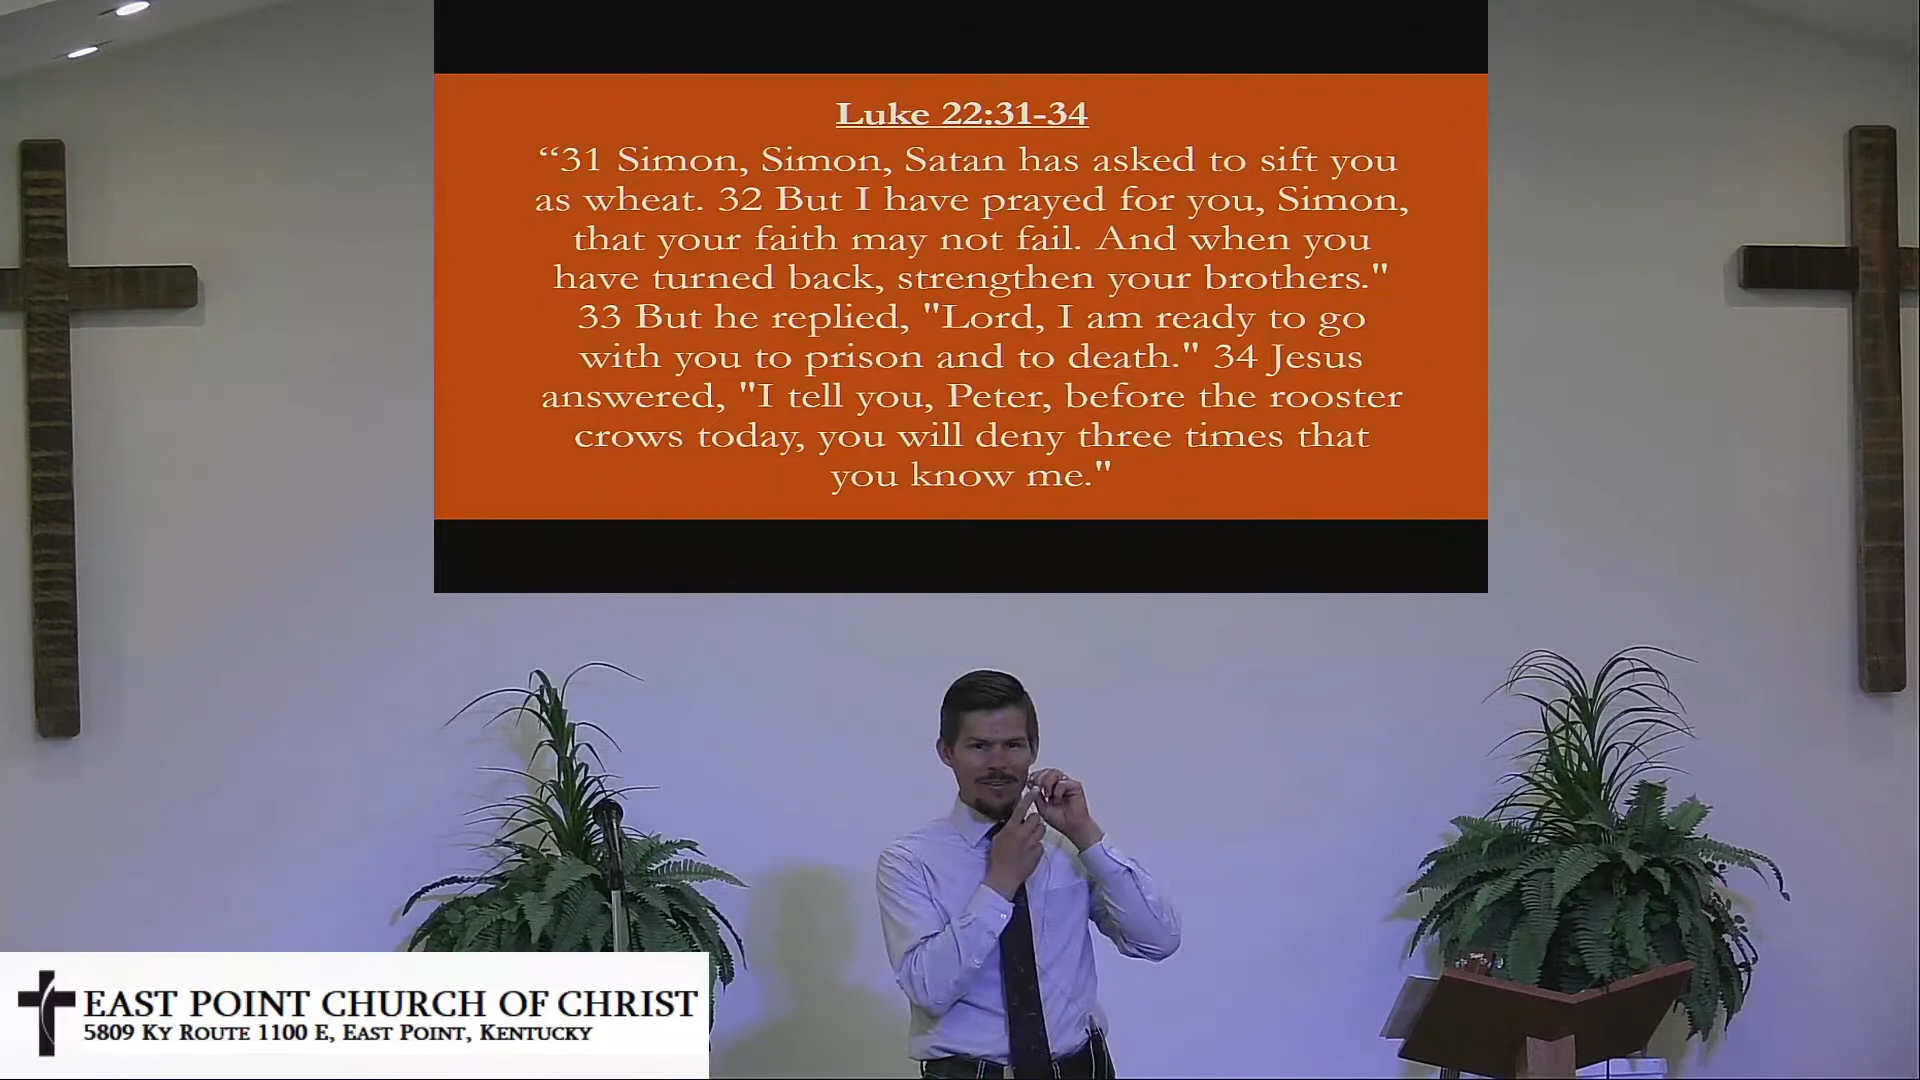 Luke 22:31-34
“31 Simon, Simon, Satan has asked to sift you
as wheat. 32 But I have prayed for you, Simon,
that your faith may not fail. And when you
have turned back, strengthen your brothers."
33 But he replied, "Lord, I am ready to go
with you to prison and to death." 34 Jesus
answered, "I tell you, Peter, before the rooster
crows today, you will deny three times that
you know me."
EAST POINT CHURCH OF CHRIST
5809 KY ROUTE 1100 E, EAST POINT, KENTUCKY